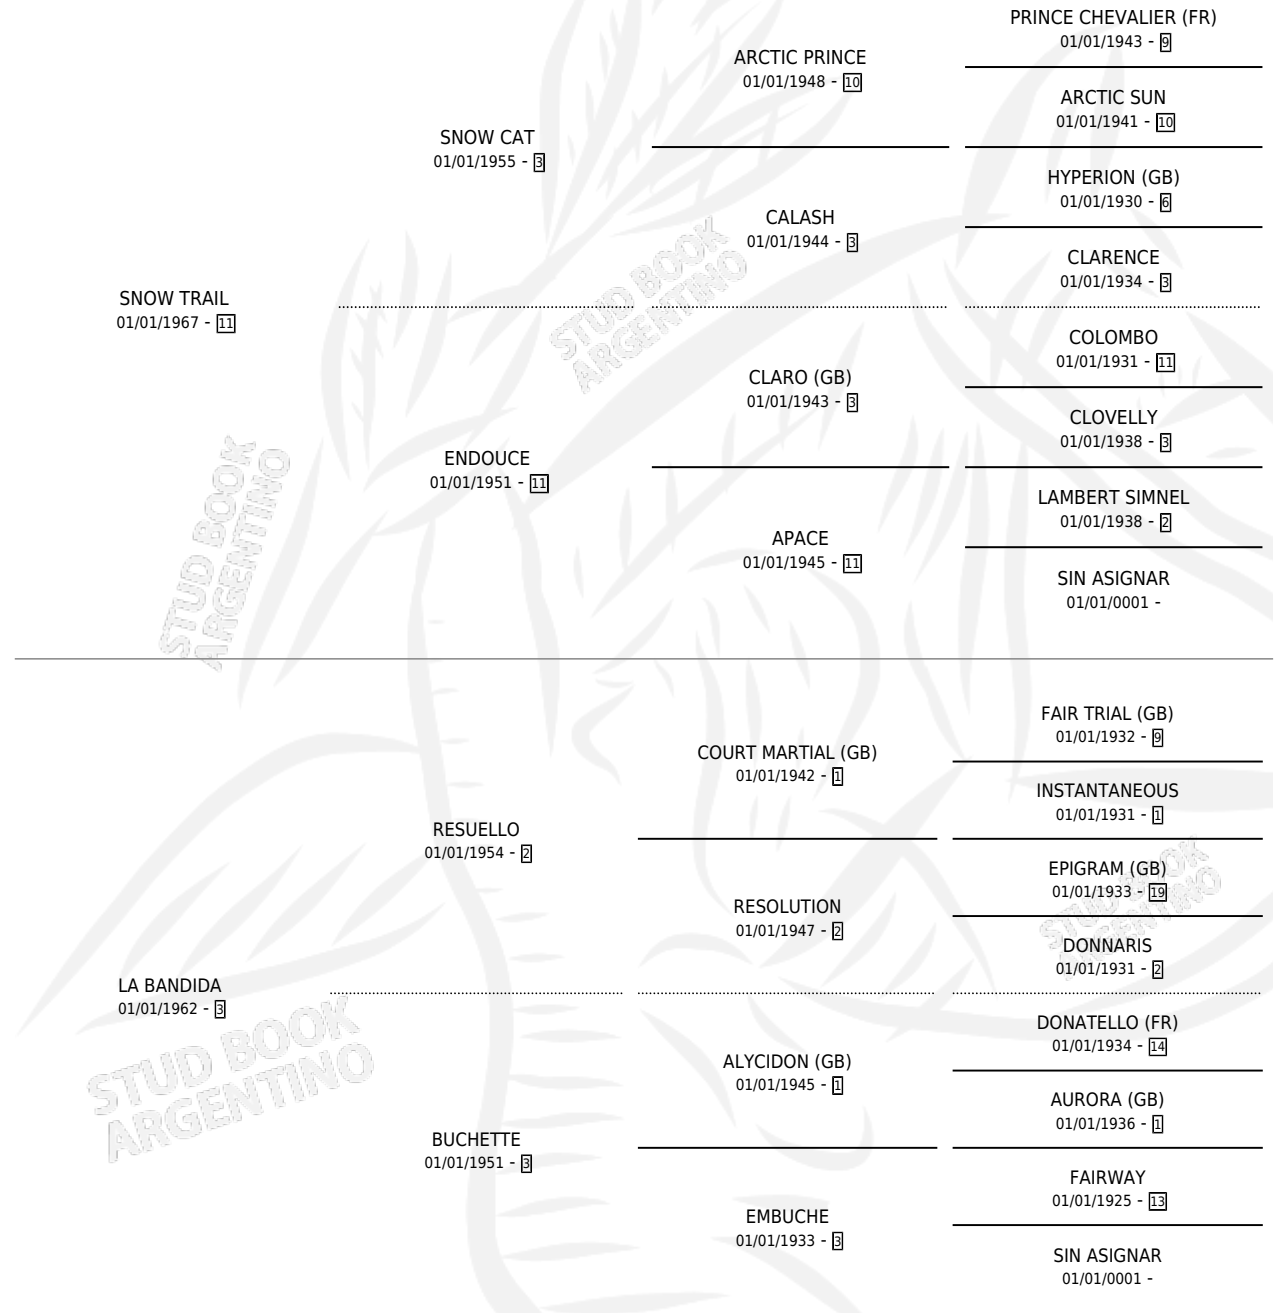 PRINCE CHEVALIER (FR)
01/01/1943 - 9
ARCTIC PRINCE
01/01/1948 - 10
ARCTIC SUN
01/01/1941 - 10
SNOW CAT
01/01/1955 - 3
HYPERION (GB)
01/01/1930 - 6
CALASH
01/01/1944 - 3
CLARENCE
01/01/1934 - 3
SNOW TRAIL
01/01/1967 - 11
COLOMBO
01/01/1931 - 11
CLARO (GB)
01/01/1943 - 3
CLOVELLY
01/01/1938 - 3
ENDOUCE
01/01/1951 - 11
LAMBERT SIMNEL
01/01/1938 - 2
APACE
01/01/1945 - 11
SIN ASIGNAR
01/01/0001 -
STUD BOOK
ARGENTINO
STUD BOOK
ARGENTINO
FAIR TRIAL (GB)
01/01/1932 - 9
COURT MARTIAL (GB)
01/01/1942 - 1
INSTANTANEOUS
01/01/1931 - 1
RESUELLO
01/01/1954 - 2
EPIGRAM (GB)
01/01/1933 - 19
RESOLUTION
01/01/1947 - 2
DONNARIS
01/01/1931 - 2
LA BANDIDA
01/01/1962 - 3
DONATELLO (FR)
01/01/1934 - 14
ALYCIDON (GB)
01/01/1945 - 1
AURORA (GB)
01/01/1936 - 1
BUCHETTE
01/01/1951 - 3
FAIRWAY
01/01/1925 - 13
EMBUCHE
01/01/1933 - 3
SIN ASIGNAR
01/01/0001 -
STUD BOOK
ARGENTINO
STUD BOOK
ARGENTINO